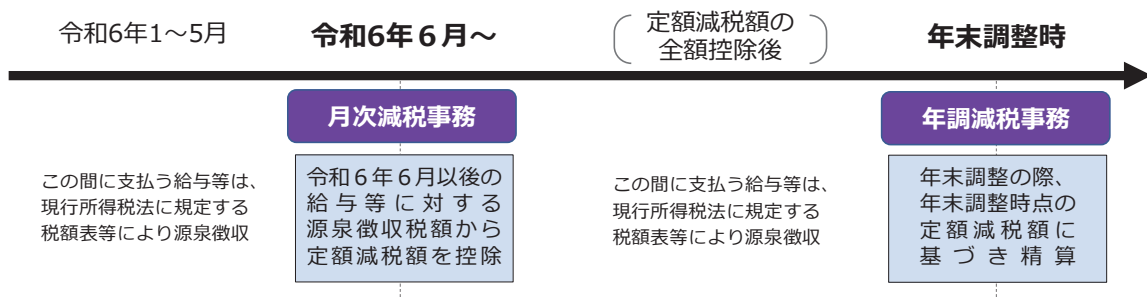 令和6年1～5月
令和6年６月～
定額減税額の
全額控除後
年末調整時
月次減税事務
年調減税事務
この間に支払う給与等は、
現行所得税法に規定する
税額表等により源泉徴収
令和６年６月以後の
給与等に対する
源泉徴収税額から
定額減税額を控除
この間に支払う給与等は、
現行所得税法に規定する
税額表等により源泉徴収
年末調整の際、
年末調整時点の
定額減税額に
基づき精算